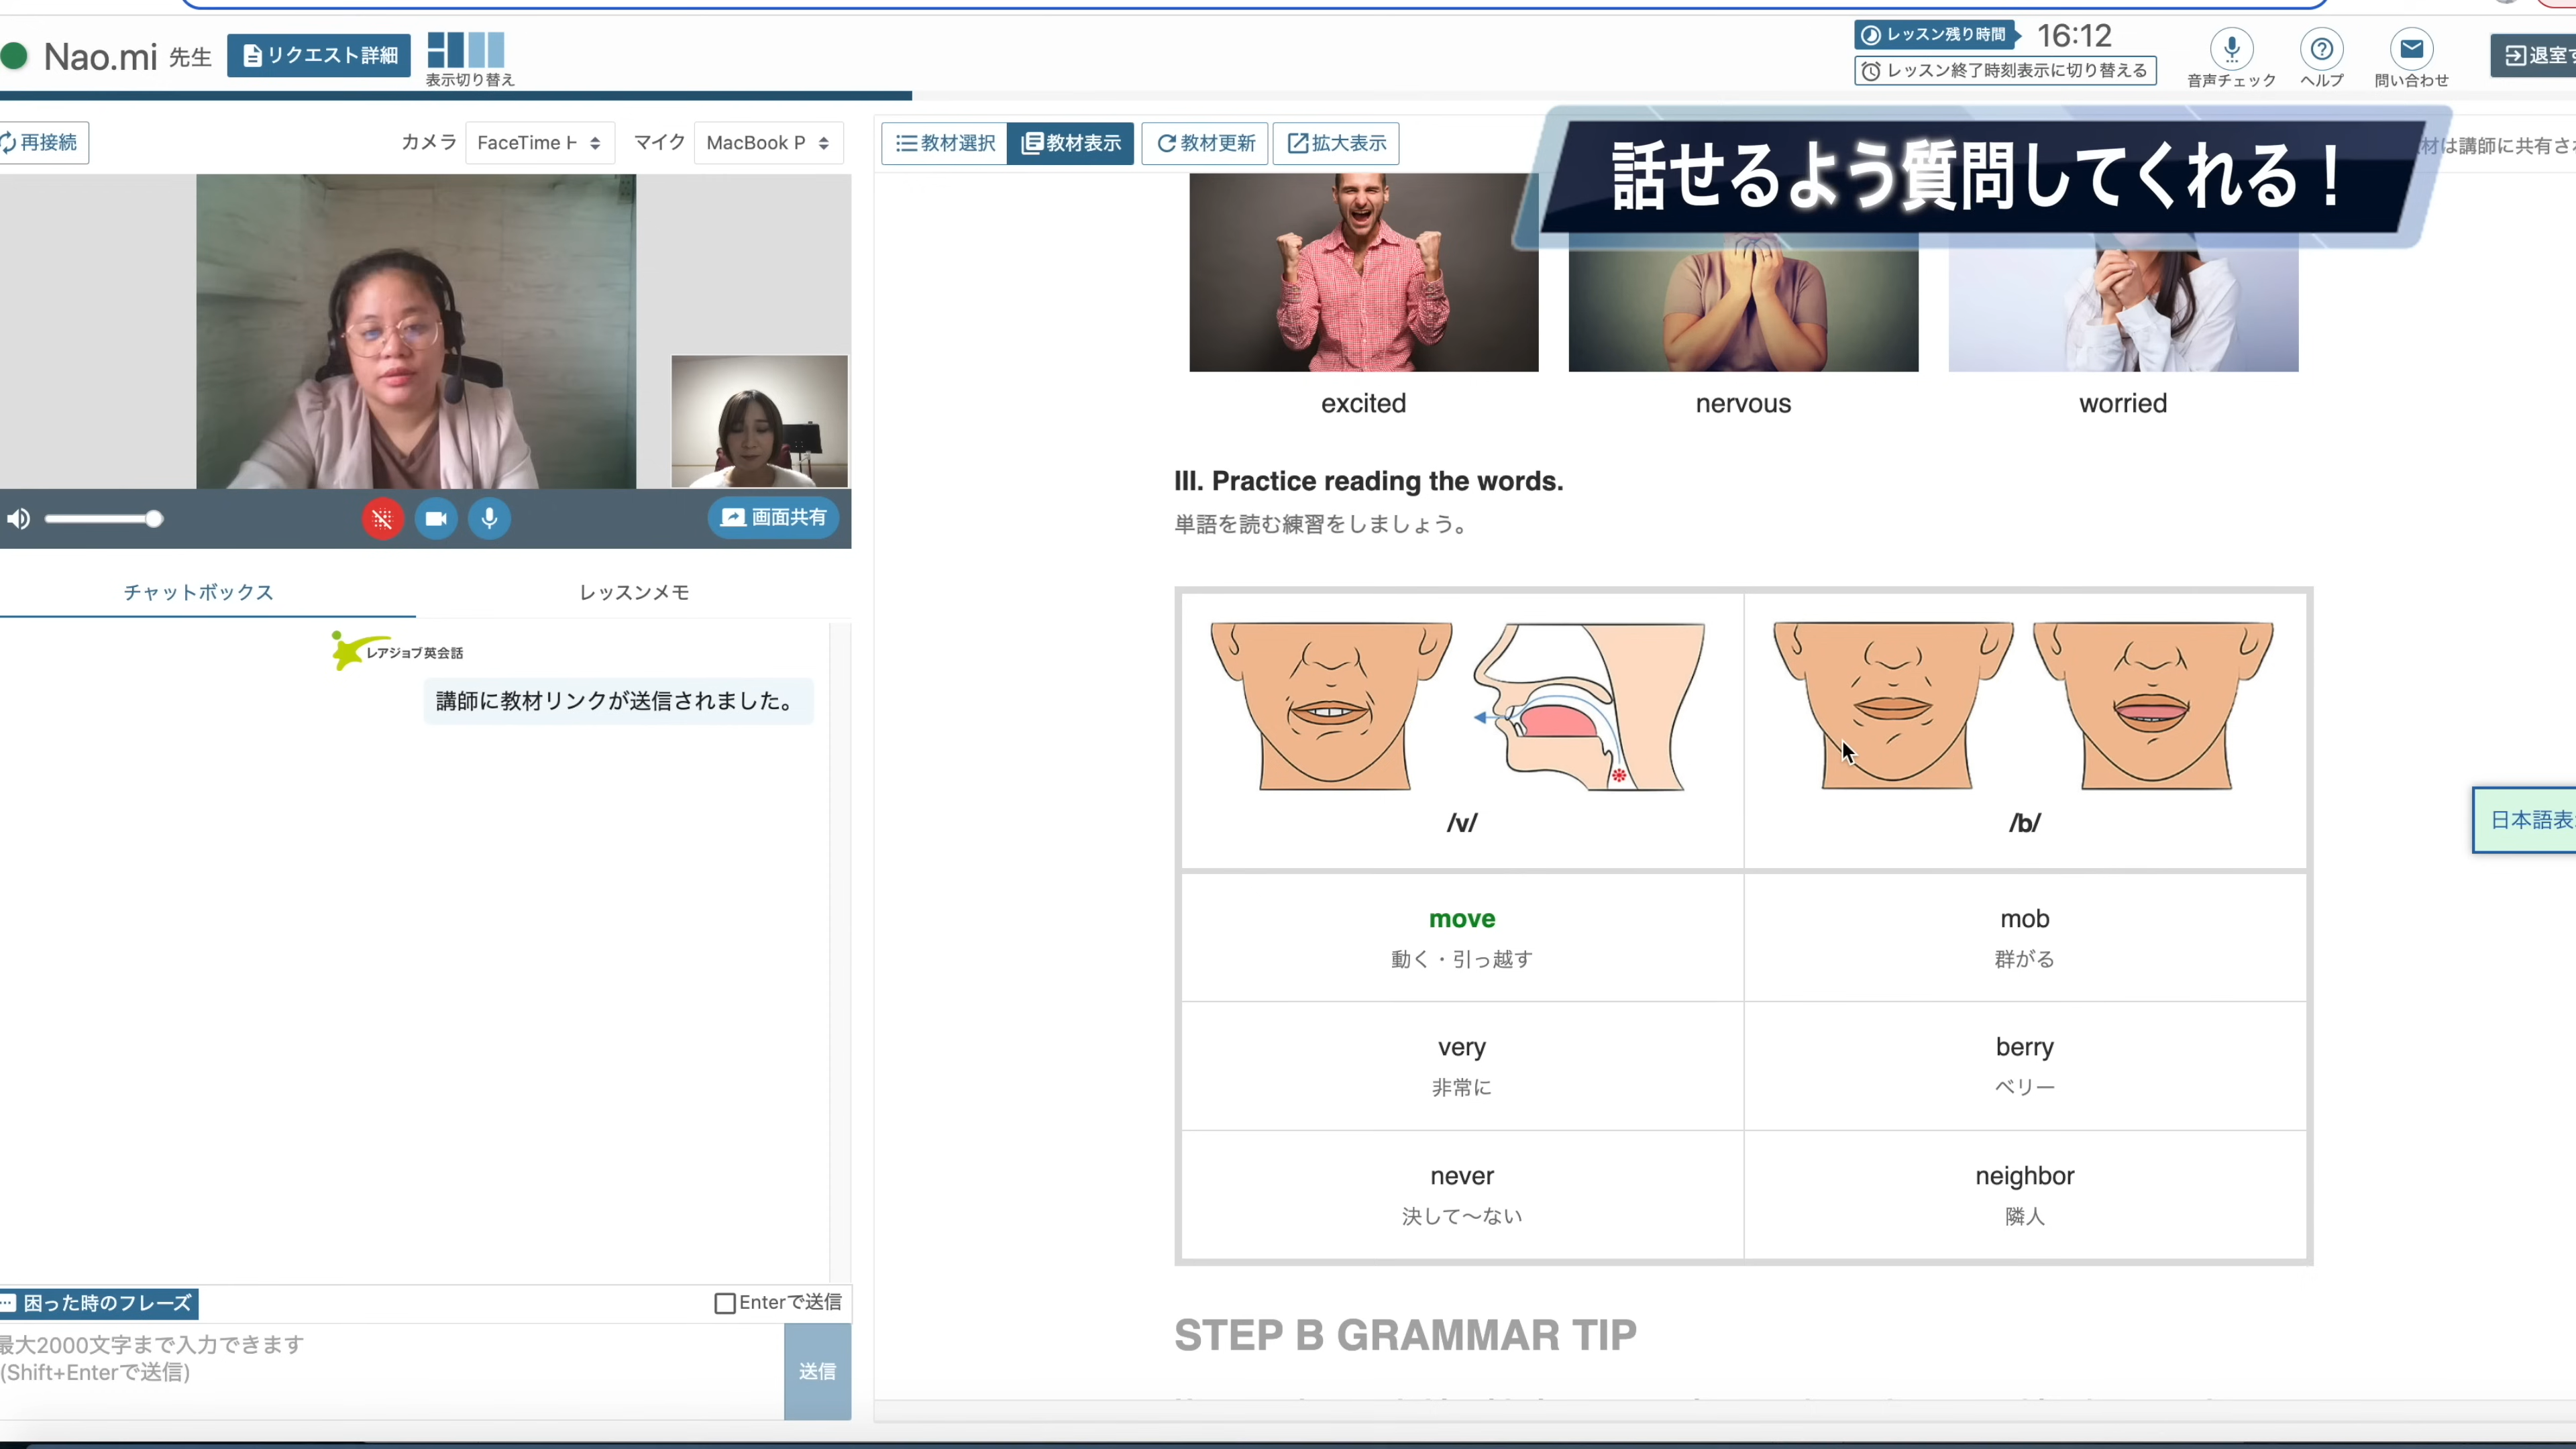 Nao.mi 先生
リクエスト詳細
表示切り替え
レッスン残り時間 16:12
レッスン終了時刻表示に切り替える
音声チェック
ヘルプ
問い合わせ
退室
再接続
カメラ FaceTime H
マイク MacBook P
教材選択
教材表示
教材更新
拡大表示
話せるよう質問してくれる！
材は講師に共有さ
excited
nervous
worried
III. Practice reading the words.
単語を読む練習をしましょう。
画面共有
チャットボックス
レッスンメモ
レアジョブ英会話
講師に教材リンクが送信されました。
/v/
/b/
move
動く・引っ越す
mob
群がる
very
非常に
berry
ベリー
never
決して〜ない
neighbor
隣人
日本語表
STEP B GRAMMAR TIP
困った時のフレーズ
Enterで送信
最大2000文字まで入力できます
(Shift+Enterで送信)
送信